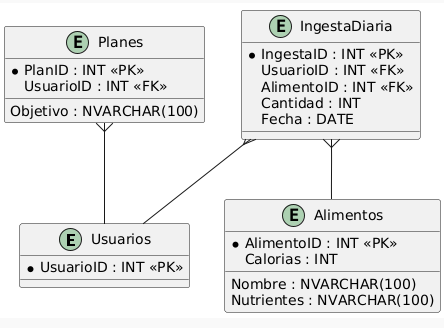 E Planes
* PlanID : INT «PK»
UsuarioID : INT «FK»
Objetivo : NVARCHAR(100)
E IngestaDiaria
* IngestaID : INT «PK»
UsuarioID : INT «FK»
AlimentoID : INT «FK»
Cantidad : INT
Fecha : DATE
E Usuarios
* UsuarioID : INT «PK»
E Alimentos
* AlimentoID : INT «PK»
Calorias : INT
Nombre : NVARCHAR(100)
Nutrientes : NVARCHAR(100)